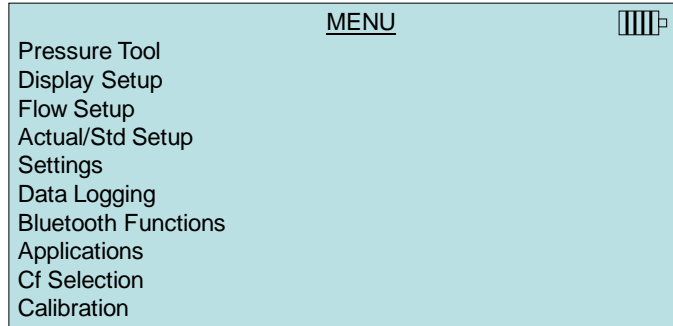 MENU
Pressure Tool
Display Setup
Flow Setup
Actual/Std Setup
Settings
Data Logging
Bluetooth Functions
Applications
Cf Selection
Calibration